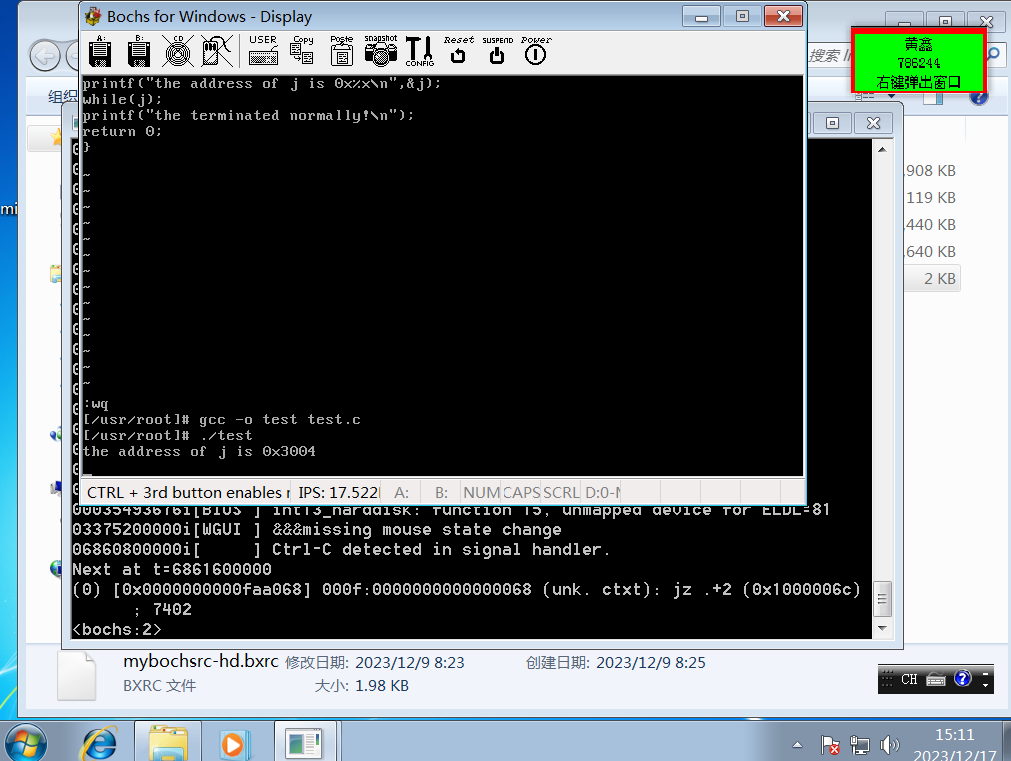 Bochs for Windows - Display
A:
B:
CD
USER
Copy
Paste
snapshot
CONFIG
Reset
SUSPEND
Power
黄鑫
786244
右键弹出窗口
搜索
组织
printf("the address of j is 0x%x\n",&j);
while(j);
printf("the terminated normally!\n");
return 0;
}
~
~
~
~
~
~
~
~
~
~
~
~
~
~
:wq
[/usr/root]# gcc -o test test.c
[/usr/root]# ./test
the address of j is 0x3004
CTRL + 3rd button enables
IPS: 17.522
A:
B:
NUM
CAPS
SCRL
D:0-
908 KB
119 KB
440 KB
640 KB
2 KB
00035493676i[BIOS ] int13_harddisk: function 15, unmapped device for ELDL=81
03375200000i[WGUI ] &&&missing mouse state change
06860800000i[ ] Ctrl-C detected in signal handler.
Next at t=6861600000
(0) [0x0000000000faa068] 000f:0000000000000068 (unk. ctxt): jz .+2 (0x1000006c)
; 7402
<bochs:2>
mybochsrc-hd.bxrc 修改日期: 2023/12/9 8:23 创建日期: 2023/12/9 8:25
BXRC 文件 大小: 1.98 KB
CH
15:11
2023/12/17